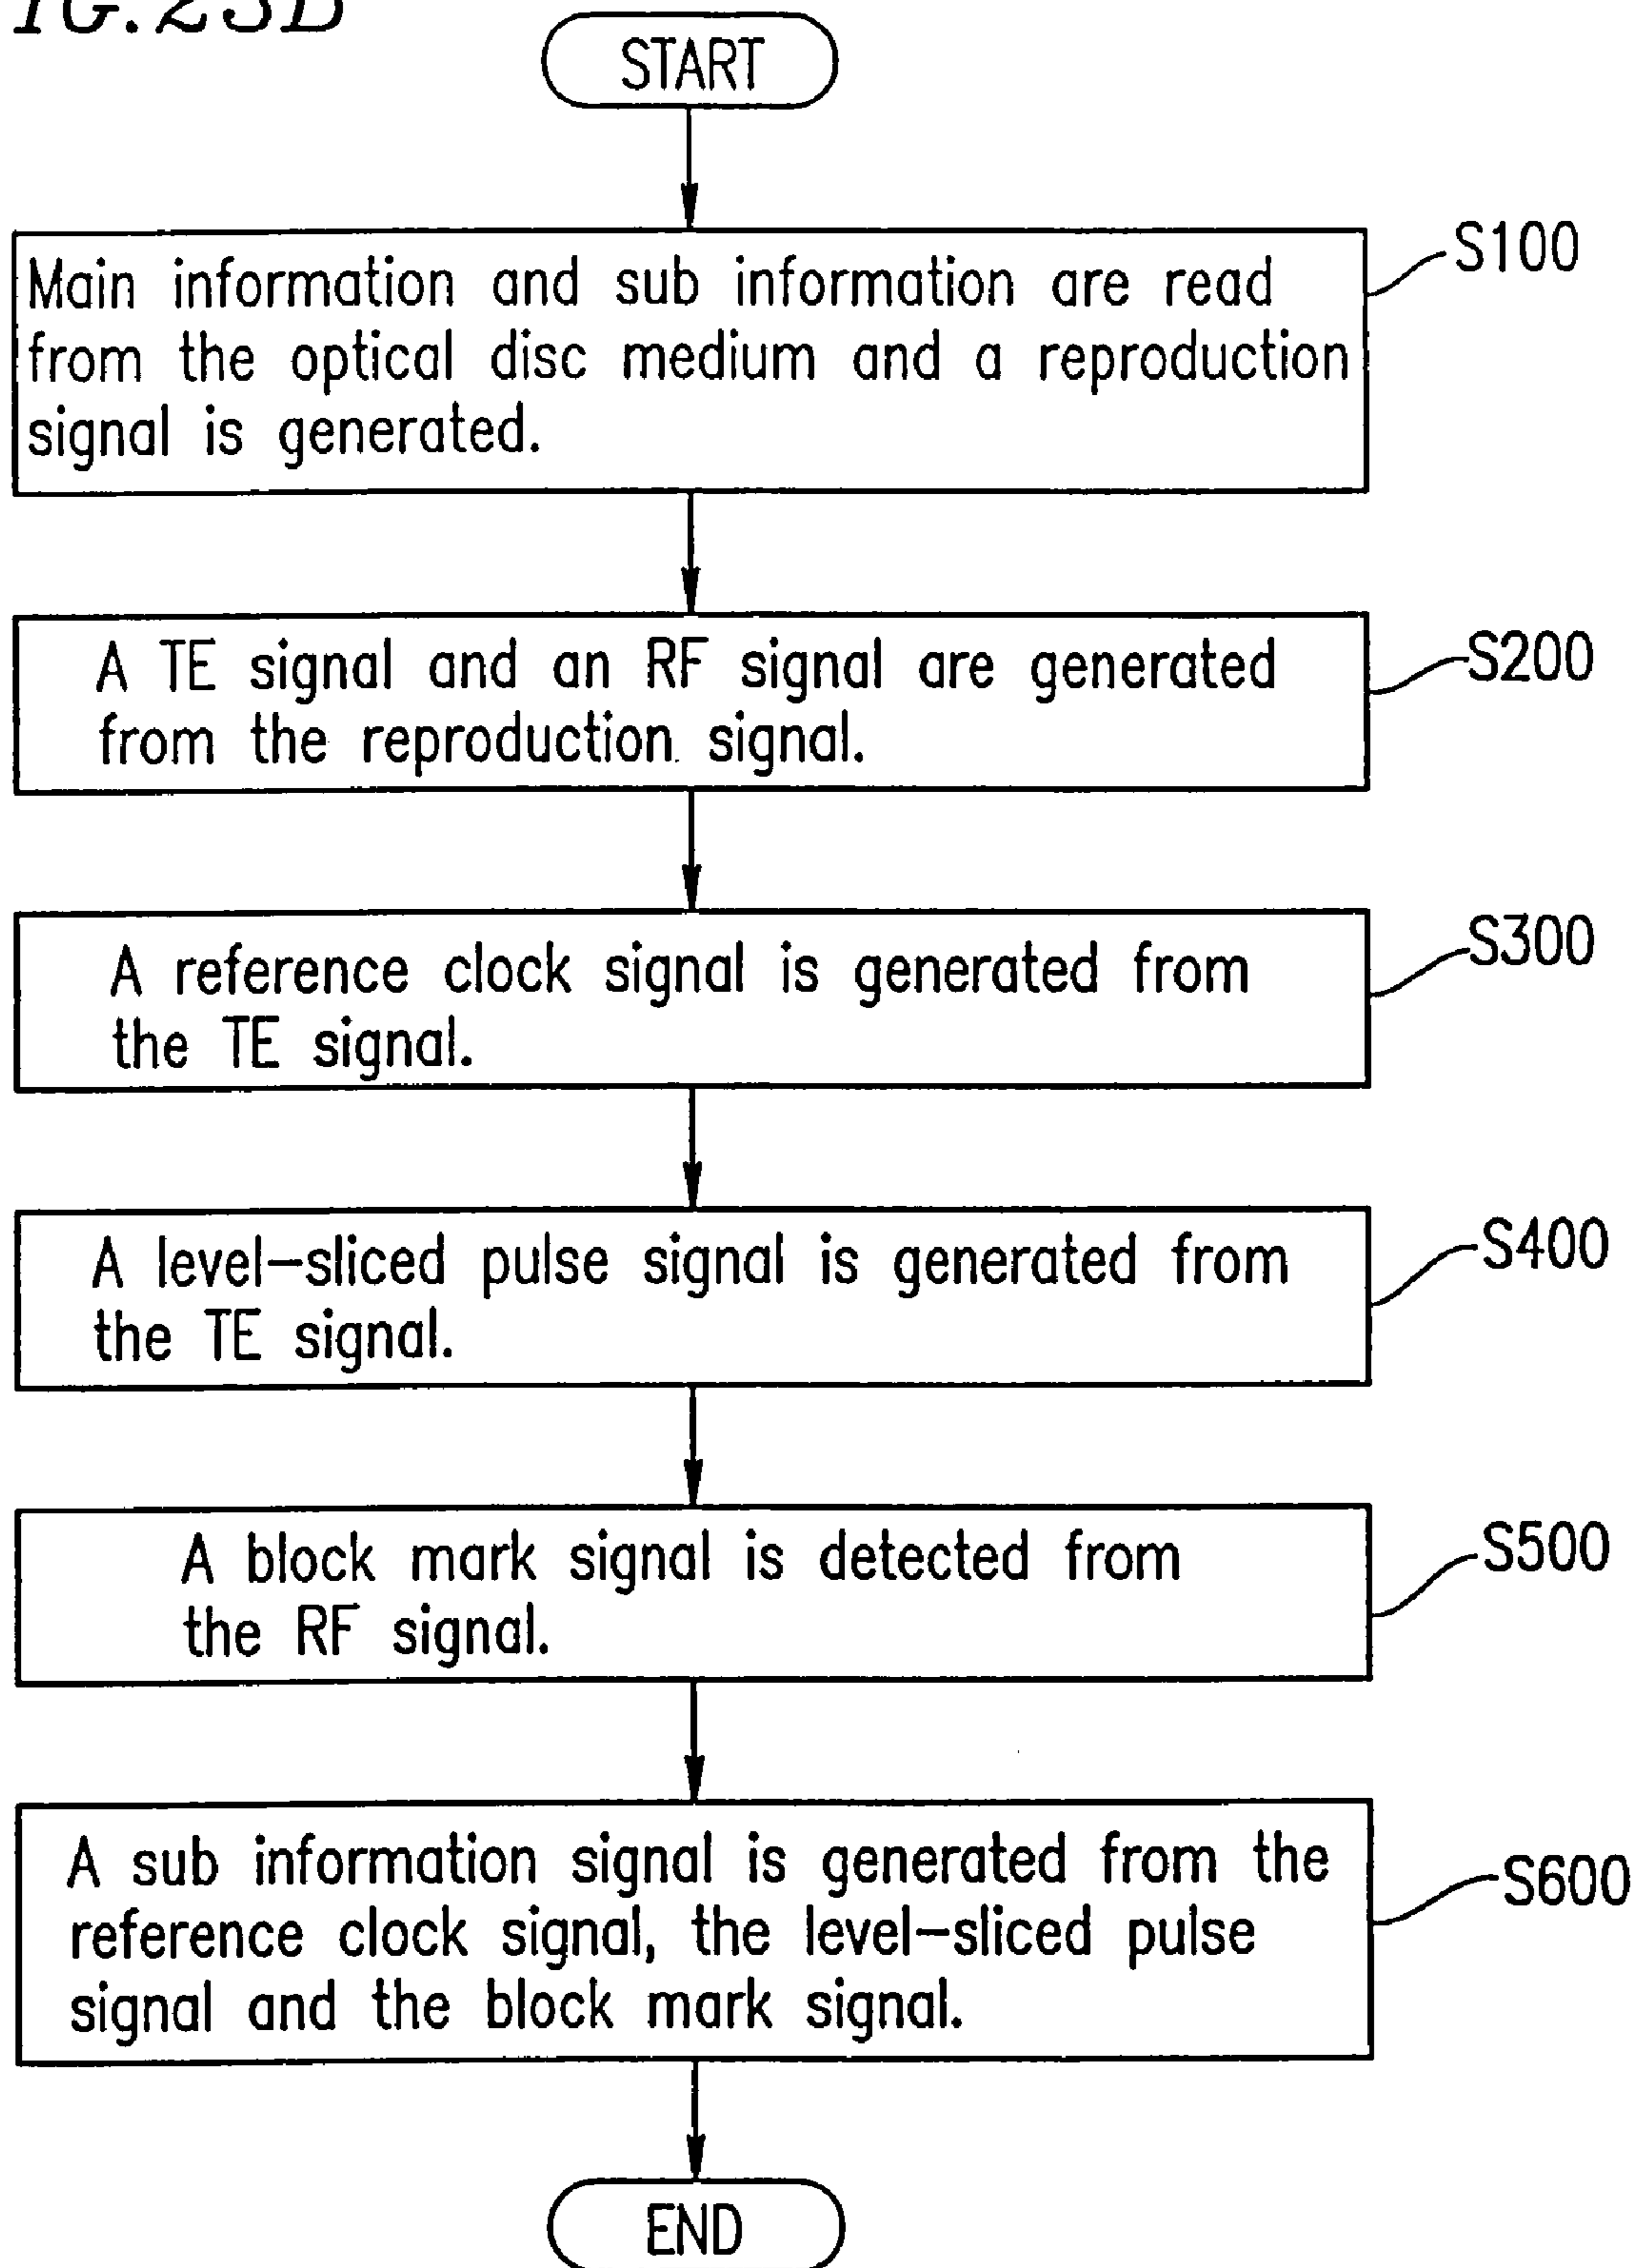 IG.23B
START
Main information and sub information are read
from the optical disc medium and a reproduction
signal is generated.
S100
A TE signal and an RF signal are generated
from the reproduction signal.
S200
A reference clock signal is generated from
the TE signal.
S300
A level-sliced pulse signal is generated from
the TE signal.
S400
A block mark signal is detected from
the RF signal.
S500
A sub information signal is generated from the
reference clock signal, the level-sliced pulse
signal and the block mark signal.
S600
END